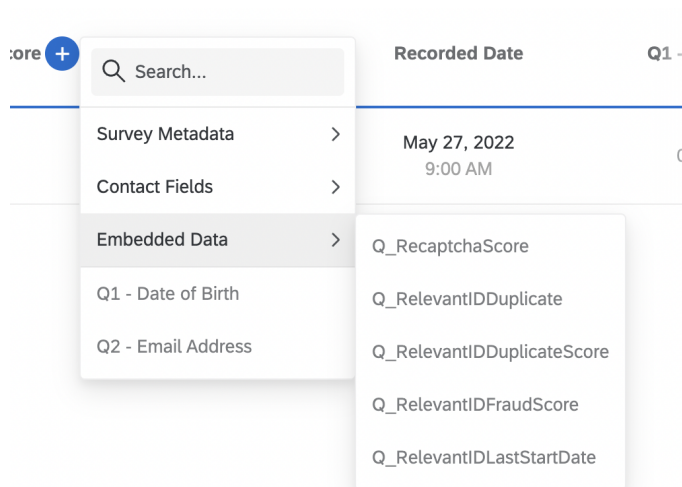 core
+
Recorded Date
Q1 -
Search...
Survey Metadata
Contact Fields
Embedded Data
Q1 - Date of Birth
Q2 - Email Address
May 27, 2022
9:00 AM
Q_RecaptchaScore
Q_RelevantIDDuplicate
Q_RelevantIDDuplicateScore
Q_RelevantIDFraudScore
Q_RelevantIDLastStartDate